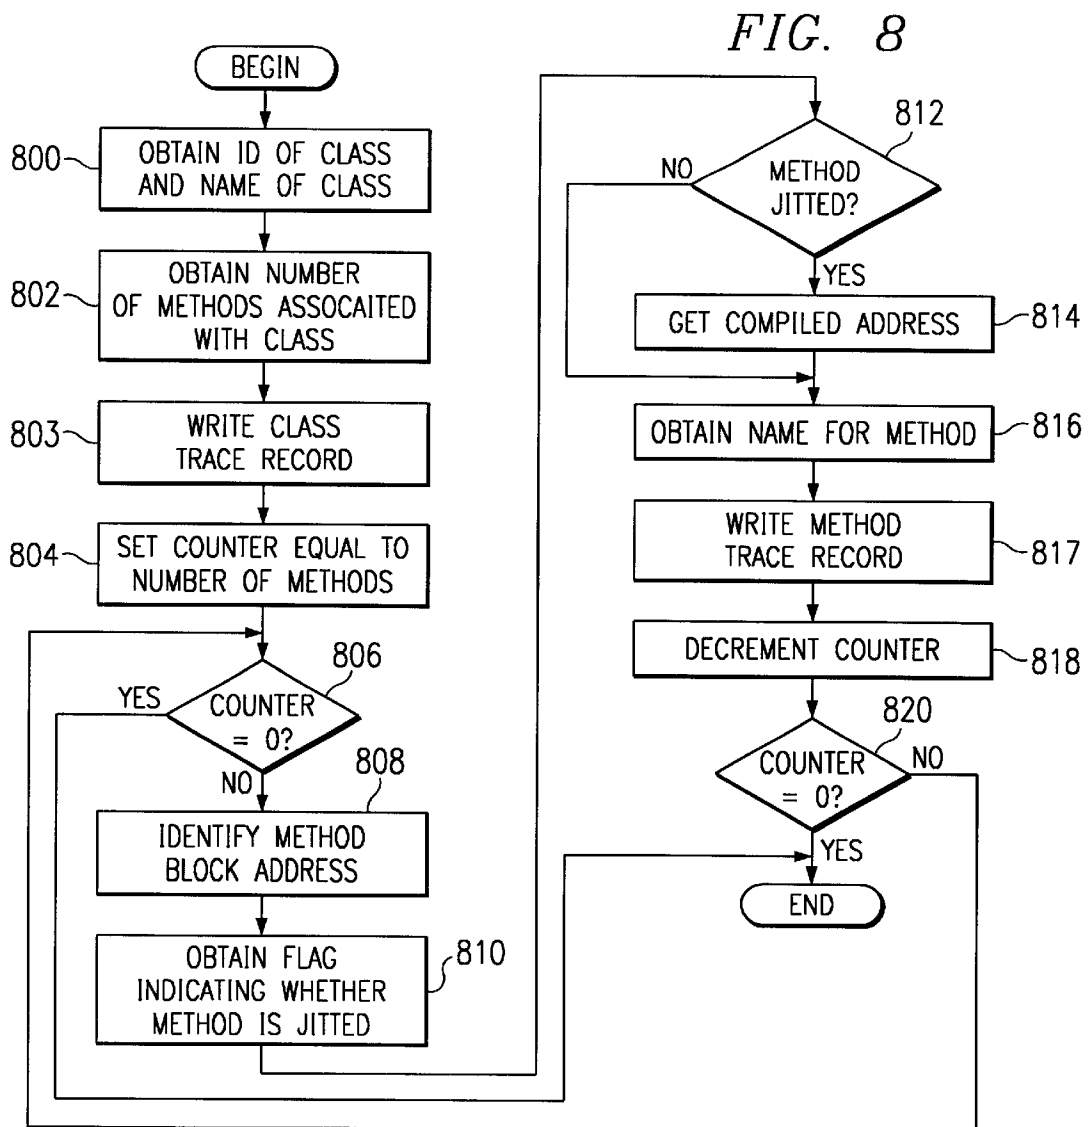 FIG. 8
BEGIN
800
OBTAIN ID OF CLASS
AND NAME OF CLASS
802
OBTAIN NUMBER
OF METHODS ASSOCAITED
WITH CLASS
803
WRITE CLASS
TRACE RECORD
804
SET COUNTER EQUAL TO
NUMBER OF METHODS
806
YES
COUNTER
= 0?
NO
808
IDENTIFY METHOD
BLOCK ADDRESS
OBTAIN FLAG
INDICATING WHETHER
METHOD IS JITTED
810
812
NO
METHOD
JITTED?
YES
GET COMPILED ADDRESS
814
OBTAIN NAME FOR METHOD
816
WRITE METHOD
TRACE RECORD
817
DECREMENT COUNTER
818
820
COUNTER
= 0?
NO
YES
END